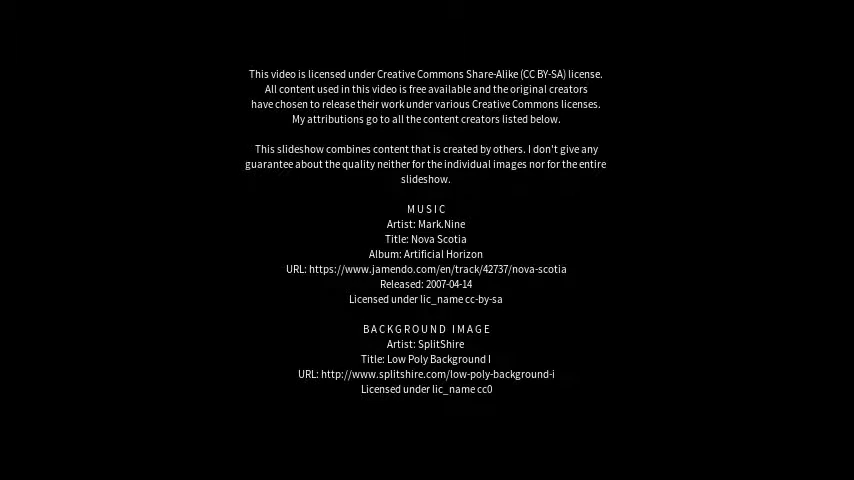 This video is licensed under Creative Commons Share-Alike (CC BY-SA) license.
All content used in this video is free available and the original creators
have chosen to release their work under various Creative Commons licenses.
My attributions go to all the content creators listed below.
This slideshow combines content that is created by others. I don't give any
guarantee about the quality neither for the individual images nor for the entire
slideshow.
MUSIC
Artist: Mark.Nine
Title: Nova Scotia
Album: Artificial Horizon
URL: https://www.jamendo.com/en/track/42737/nova-scotia
Released: 2007-04-14
Licensed under lic_name cc-by-sa
BACKGROUND IMAGE
Artist: SplitShire
Title: Low Poly Background I
URL: http://www.splitshire.com/low-poly-background-i
Licensed under lic_name cc0